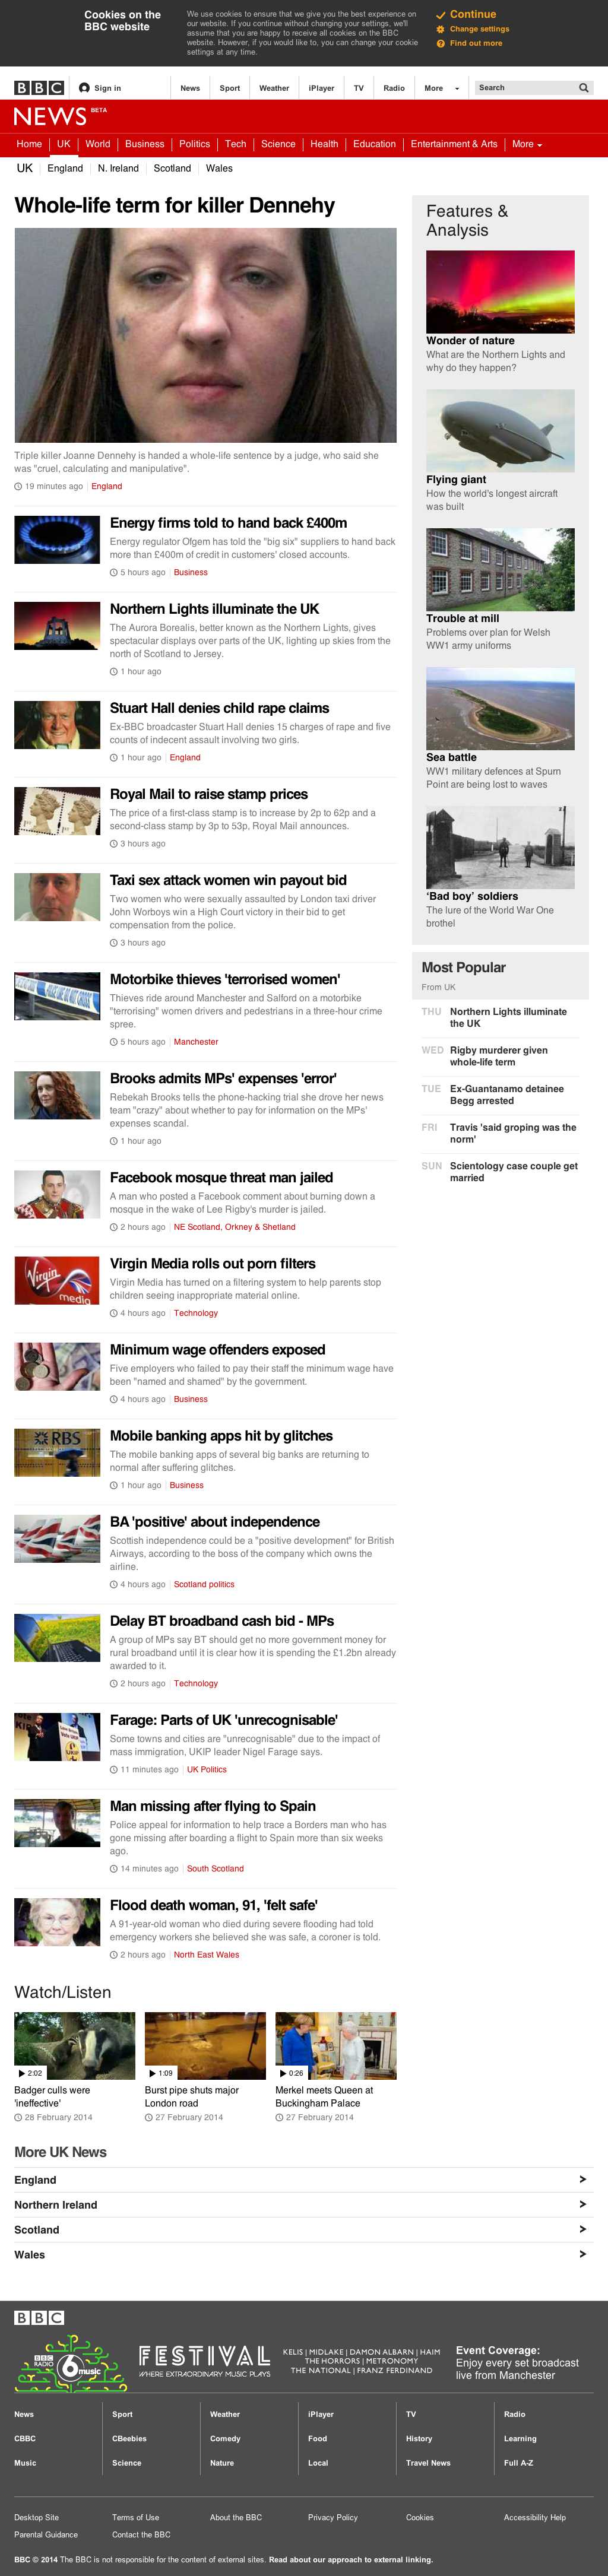 Cookies on the
BBC website
We use cookies to ensure that we give you the best experience on
our website. If you continue without changing your settings, we'll
assume that you are happy to receive all cookies on the BBC
website. However, if you would like to, you can change your cookie
settings at any time.
Continue
Change settings
Find out more
BBC
Sign in
News
Sport
Weather
iPlayer
TV
Radio
More
Search
NEWS BETA
Home
UK
World
Business
Politics
Tech
Science
Health
Education
Entertainment & Arts
More
UK
England
N. Ireland
Scotland
Wales
Whole-life term for killer Dennehy
Triple killer Joanne Dennehy is handed a whole-life sentence by a judge, who said she
was "cruel, calculating and manipulative".
19 minutes ago
England
Energy firms told to hand back £400m
Energy regulator Ofgem has told the "big six" suppliers to hand back
more than £400m of credit in customers' closed accounts.
5 hours ago
Business
Northern Lights illuminate the UK
The Aurora Borealis, better known as the Northern Lights, gives
spectacular displays over parts of the UK, lighting up skies from the
north of Scotland to Jersey.
1 hour ago
Stuart Hall denies child rape claims
Ex-BBC broadcaster Stuart Hall denies 15 charges of rape and five
counts of indecent assault involving two girls.
1 hour ago
England
Royal Mail to raise stamp prices
The price of a first-class stamp is to increase by 2p to 62p and a
second-class stamp by 3p to 53p, Royal Mail announces.
3 hours ago
Taxi sex attack women win payout bid
Two women who were sexually assaulted by London taxi driver
John Worboys win a High Court victory in their bid to get
compensation from the police.
3 hours ago
Motorbike thieves 'terrorised women'
Thieves ride around Manchester and Salford on a motorbike
"terrorising" women drivers and pedestrians in a three-hour crime
spree.
5 hours ago
Manchester
Brooks admits MPs' expenses 'error'
Rebekah Brooks tells the phone-hacking trial she drove her news
team "crazy" about whether to pay for information on the MPs'
expenses scandal.
1 hour ago
Facebook mosque threat man jailed
A man who posted a Facebook comment about burning down a
mosque in the wake of Lee Rigby's murder is jailed.
2 hours ago
NE Scotland, Orkney & Shetland
Virgin media
Virgin Media rolls out porn filters
Virgin Media has turned on a filtering system to help parents stop
children seeing inappropriate material online.
4 hours ago
Technology
Minimum wage offenders exposed
Five employers who failed to pay their staff the minimum wage have
been "named and shamed" by the government.
4 hours ago
Business
RBS
Mobile banking apps hit by glitches
The mobile banking apps of several big banks are returning to
normal after suffering glitches.
1 hour ago
Business
BA 'positive' about independence
Scottish independence could be a "positive development" for British
Airways, according to the boss of the company which owns the
airline.
4 hours ago
Scotland politics
Delay BT broadband cash bid - MPs
A group of MPs say BT should get no more government money for
rural broadband until it is clear how it is spending the £1.2bn already
awarded to it.
2 hours ago
Technology
Farage: Parts of UK 'unrecognisable'
Some towns and cities are "unrecognisable" due to the impact of
mass immigration, UKIP leader Nigel Farage says.
11 minutes ago
UK Politics
Man missing after flying to Spain
Police appeal for information to help trace a Borders man who has
gone missing after boarding a flight to Spain more than six weeks
ago.
14 minutes ago
South Scotland
Flood death woman, 91, 'felt safe'
A 91-year-old woman who died during severe flooding had told
emergency workers she believed she was safe, a coroner is told.
2 hours ago
North East Wales
Features &
Analysis
Wonder of nature
What are the Northern Lights and
why do they happen?
Flying giant
How the world's longest aircraft
was built
Trouble at mill
Problems over plan for Welsh
WW1 army uniforms
Sea battle
WW1 military defences at Spurn
Point are being lost to waves
'Bad boy' soldiers
The lure of the World War One
brothel
Most Popular
From UK
THU Northern Lights illuminate
the UK
WED Rigby murderer given
whole-life term
TUE Ex-Guantanamo detainee
Begg arrested
FRI Travis 'said groping was the
norm'
SUN Scientology case couple get
married
Watch/Listen
2:02
Badger culls were
'ineffective'
28 February 2014
1:09
Burst pipe shuts major
London road
27 February 2014
0:26
Merkel meets Queen at
Buckingham Palace
27 February 2014
More UK News
England
Northern Ireland
Scotland
Wales
BBC
BBC RADIO 6 music
FESTIVAL
WHERE EXTRAORDINARY MUSIC PLAYS
KELIS | MIDLAKE | DAMON ALBARN | HAIM
THE HORRORS | METRONOMY
THE NATIONAL | FRANZ FERDINAND
Event Coverage:
Enjoy every set broadcast
live from Manchester
News
Sport
Weather
iPlayer
TV
Radio
CBBC
CBeebies
Comedy
Food
History
Learning
Music
Science
Nature
Local
Travel News
Full A-Z
Desktop Site
Terms of Use
About the BBC
Privacy Policy
Cookies
Accessibility Help
Parental Guidance
Contact the BBC
BBC © 2014 The BBC is not responsible for the content of external sites. Read about our approach to external linking.